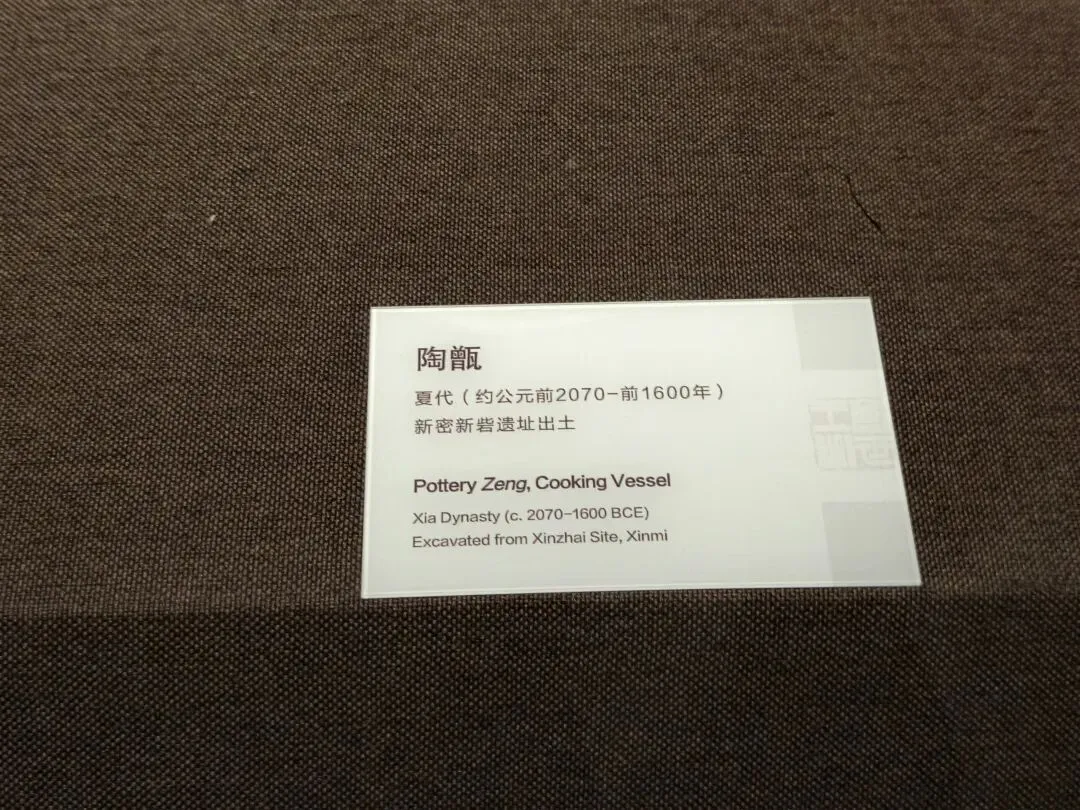 陶甑
夏代（约公元前2070-前1600年）
新密新砦遗址出土
Pottery Zeng, Cooking Vessel
Xia Dynasty (c. 2070-1600 BCE)
Excavated from Xinzhai Site, Xinmi